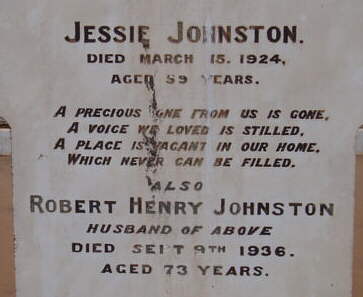 JESSIE JOHNSTON.
DIED MARCH 15, 1924,
AGED 59 YEARS.
A PRECIOUS ONE FROM US IS GONE,
A VOICE WE LOVED IS STILLED,
A PLACE IS VACANT IN OUR HOME,
WHICH NEVER CAN BE FILLED.
ALSO
ROBERT HENRY JOHNSTON
HUSBAND OF ABOVE
DIED SEPT 9TH 1936.
AGED 73 YEARS.